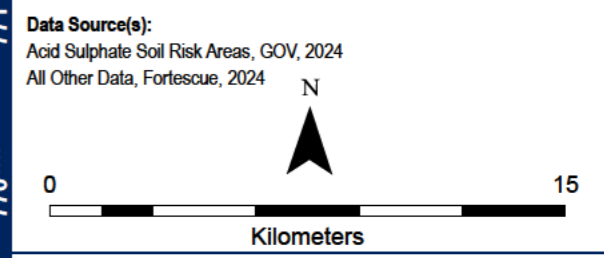 Data Source(s):
Acid Sulphate Soil Risk Areas, GOV, 2024
All Other Data, Fortescue, 2024
N
0 15
Kilometers